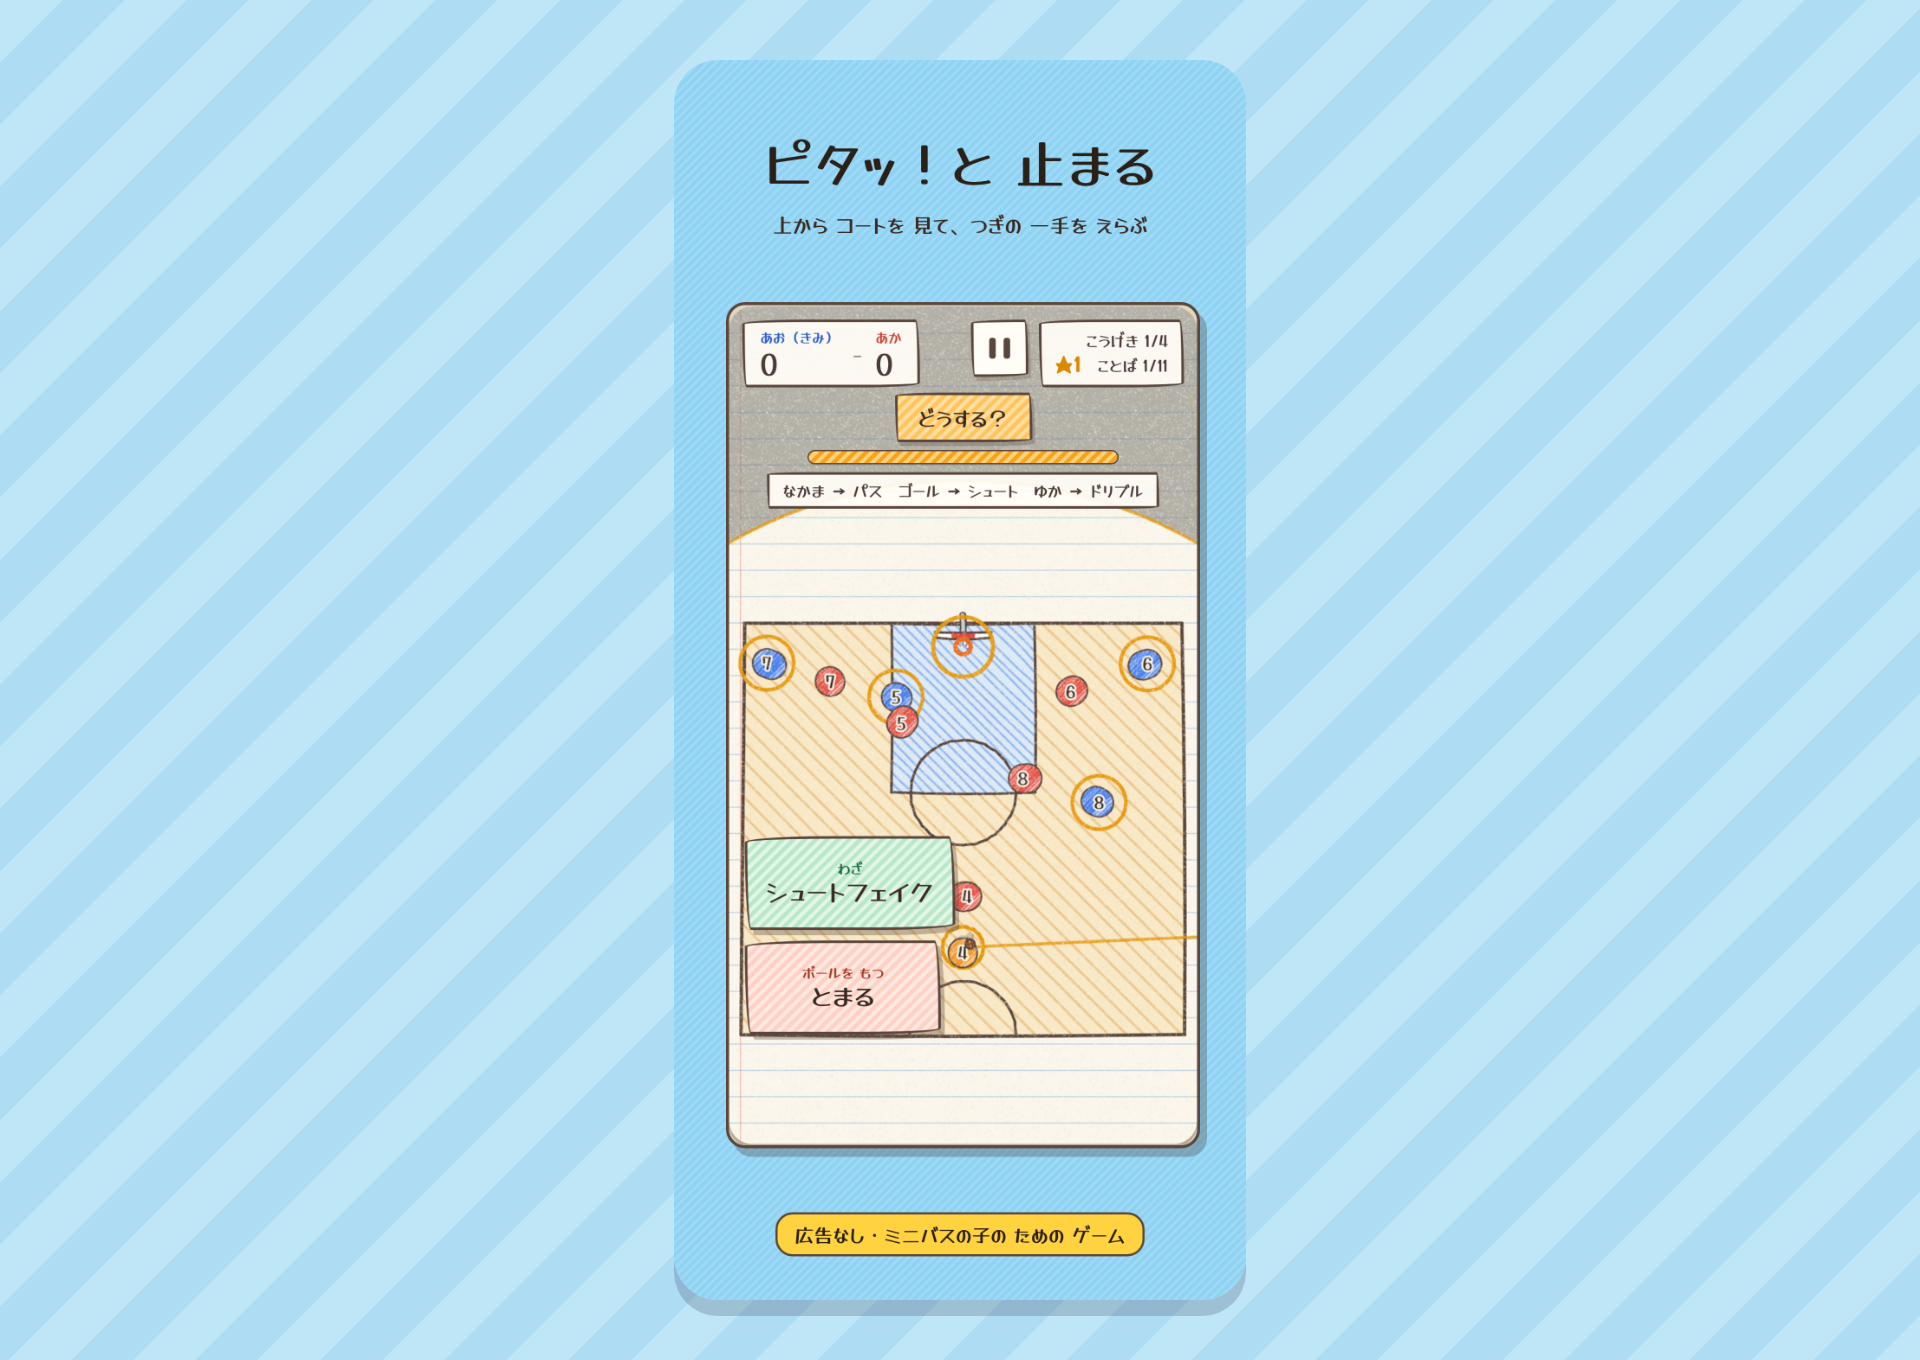 ピタッ！と 止まる
上から コートを 見て、つぎの 一手を えらぶ
あお（きみ） あか
0 - 0
こうげき 1/4
★1 ことば 1/11
どうする？
なかま → パス ゴール → シュート ゆか → ドリブル
7
6
7
5
6
5
8
8
わざ
シュートフェイク
4
4
ボールを もつ
とまる
広告なし・ミニバスの子の ための ゲーム